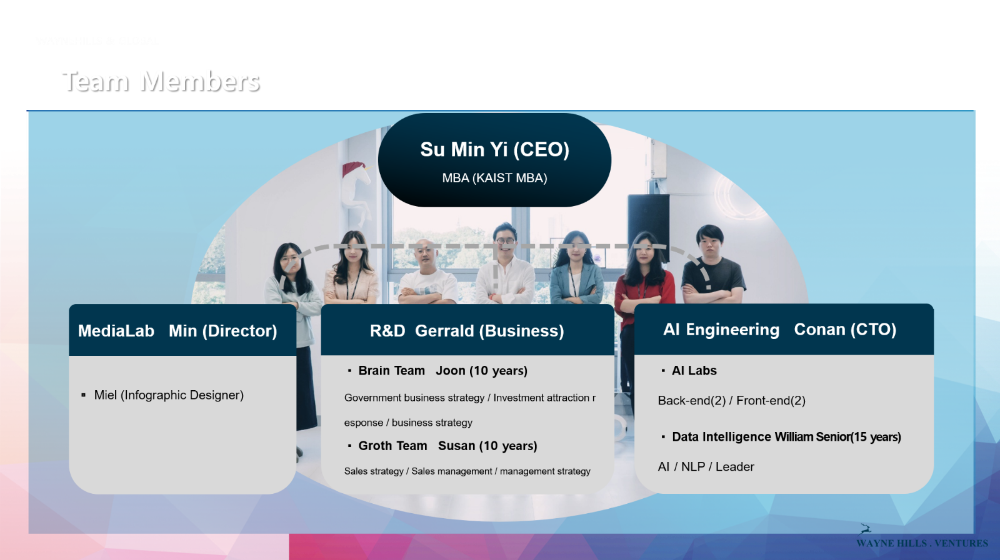 Team Members
Su Min Yi (CEO)
MBA (KAIST MBA)
MediaLab Min (Director)
▪ Miel (Infographic Designer)
R&D Gerrald (Business)
▪ Brain Team Joon (10 years)
Government business strategy / Investment attraction r
esponse / business strategy
▪ Groth Team Susan (10 years)
Sales strategy / Sales management / management strategy
AI Engineering Conan (CTO)
▪ AI Labs
Back-end(2) / Front-end(2)
▪ Data Intelligence William Senior(15 years)
AI / NLP / Leader
WAYNE HILLS . VENTURES